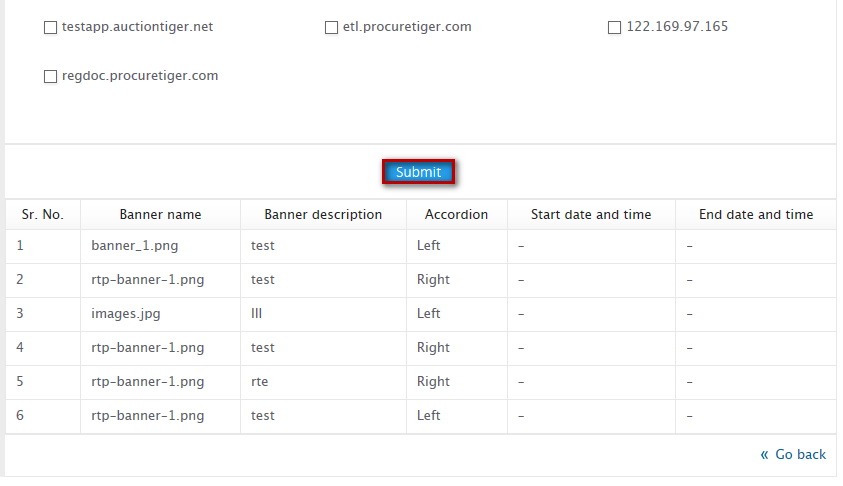 testapp.auctiontiger.net etl.procuretiger.com 122.169.97.165
regdoc.procuretiger.com
Submit
Sr. No. Banner name Banner description Accordion Start date and time End date and time
1 banner_1.png test Left – –
2 rtp-banner-1.png test Right – –
3 images.jpg lll Left – –
4 rtp-banner-1.png test Right – –
5 rtp-banner-1.png rte Right – –
6 rtp-banner-1.png test Left – –
« Go back